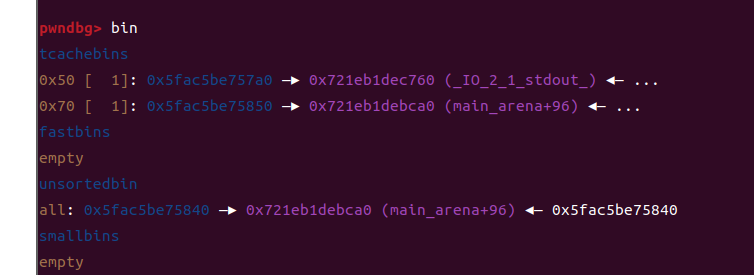 pwndbg> bin
tcachebins
0x50 [  1]: 0x5fac5be757a0 —▸ 0x721eb1dec760 (_IO_2_1_stdout_) ◂— ...
0x70 [  1]: 0x5fac5be75850 —▸ 0x721eb1debca0 (main_arena+96) ◂— ...
fastbins
empty
unsortedbin
all: 0x5fac5be75840 —▸ 0x721eb1debca0 (main_arena+96) ◂— 0x5fac5be75840
smallbins
empty